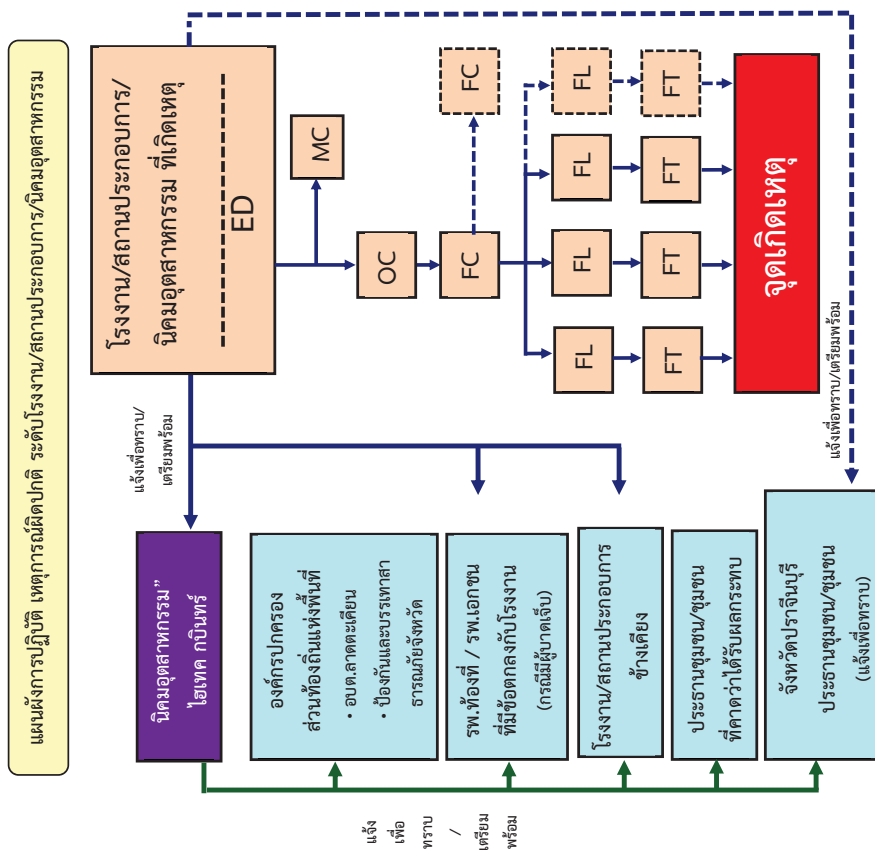 แผนผังการปฏิบัติ เหตุการณ์ผิดปกติ ระดับโรงงาน/สถานประกอบการ/นิคมอุตสาหกรรม
โรงงาน/สถานประกอบการ/
นิคมอุตสาหกรรม ที่เกิดเหตุ
ED
MC
OC
FC
FC
FL
FL
FL
FL
FT
FT
FT
FT
จุดเกิดเหตุ
แจ้งเพื่อทราบ/
เตรียมพร้อม
แจ้งเพื่อทราบ/เตรียมพร้อม
นิคมอุตสาหกรรม”
ไฮเทค กบินทร์
องค์กรปกครอง
ส่วนท้องถิ่นแห่งพื้นที่
• อบต.ลาดตะเคียน
• ป้องกันและบรรเทาสา
ธารณภัยจังหวัด
รพ.ท้องที่ / รพ.เอกชน
ที่มีข้อตกลงกับโรงงาน
(กรณีมีผู้บาดเจ็บ)
โรงงาน/สถานประกอบการ
ข้างเคียง
ประธานชุมชน/ชุมชน
ที่คาดว่าได้รับผลกระทบ
จังหวัดปราจีนบุรี
ประธานชุมชน/ชุมชน
(แจ้งเพื่อทราบ)
แจ้ง
เพื่อ
ทราบ
/
เตรียม
พร้อม